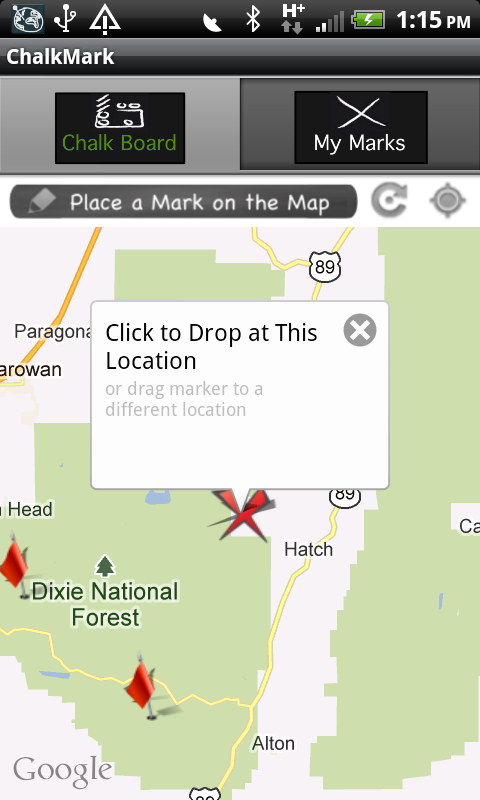 H+
1:15 PM
ChalkMark
Chalk Board
My Marks
Place a Mark on the Map
89
Click to Drop at This
Location
or drag marker to a
different location
Paragona
arowan
89
Head
Ca
Hatch
Dixie National
Forest
Alton
Google
89